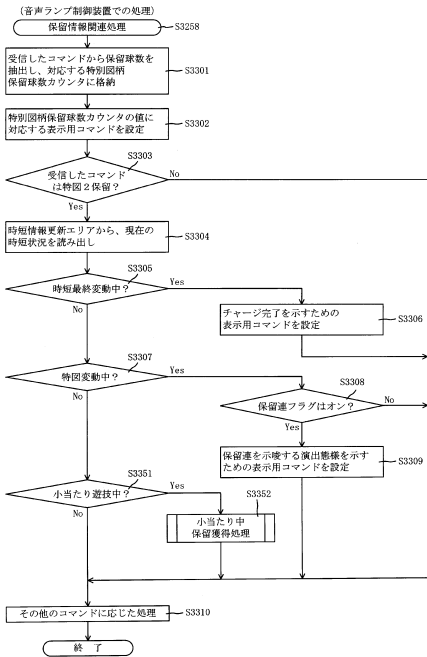 (音声ランプ制御装置での処理)
保留情報関連処理
S3258
受信したコマンドから保留球数を
抽出し、対応する特別図柄
保留球数カウンタに格納
S3301
特別図柄保留球数カウンタの値に
対応する表示用コマンドを設定
S3302
S3303
受信したコマンド
は特図2保留？
No
Yes
時短情報更新エリアから、現在の
時短状況を読み出し
S3304
S3305
時短最終変動中？
Yes
No
チャージ完了を示すための
表示用コマンドを設定
S3306
S3307
特図変動中？
Yes
No
S3308
保留連フラグはオン？
No
Yes
保留連を示唆する演出態様を示す
ための表示用コマンドを設定
S3309
S3351
小当たり遊技中？
Yes
No
S3352
小当たり中
保留獲得処理
その他のコマンドに応じた処理
S3310
終 了